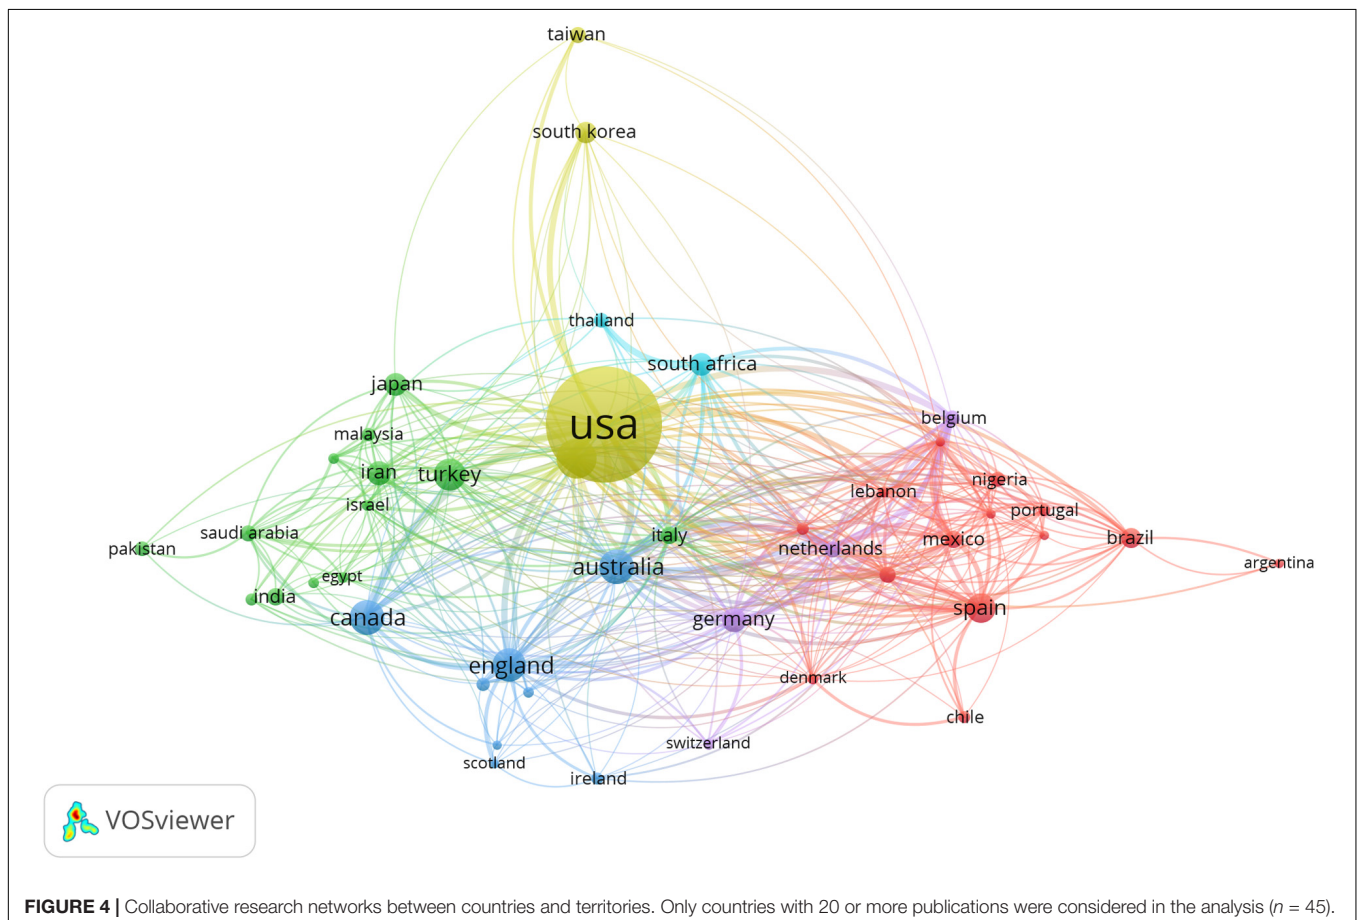 taiwan
south korea
thailand
south africa
japan
usa
belgium
malaysia
iran
turkey
nigeria
lebanon
israel
portugal
saudi arabia
italy
mexico
brazil
pakistan
netherlands
argentina
australia
egypt
india
spain
canada
germany
england
denmark
chile
switzerland
scotland
ireland
VOSviewer
FIGURE 4 | Collaborative research networks between countries and territories. Only countries with 20 or more publications were considered in the analysis (n = 45).